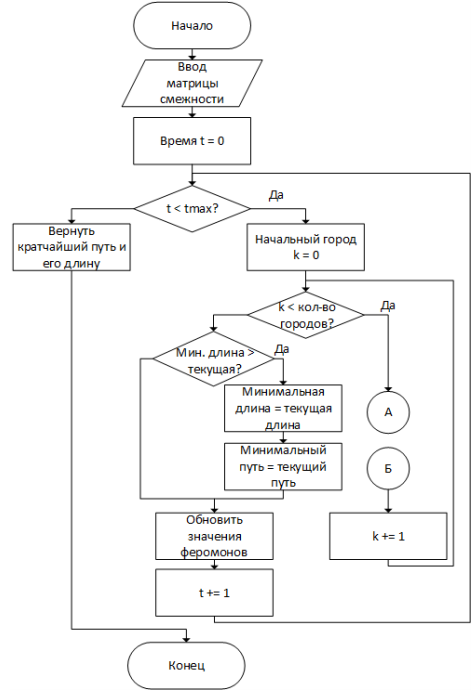 Начало
Ввод
матрицы
смежности
Время t = 0
t < tmax?
Да
Вернуть
кратчайший путь и
его длину
Начальный город
k = 0
k < кол-во
городов?
Да
Мин. длина >
текущая?
Да
Минимальная
длина = текущая
длина
А
Минимальный
путь = текущий
путь
Б
Обновить
значения
феромонов
k += 1
t += 1
Конец